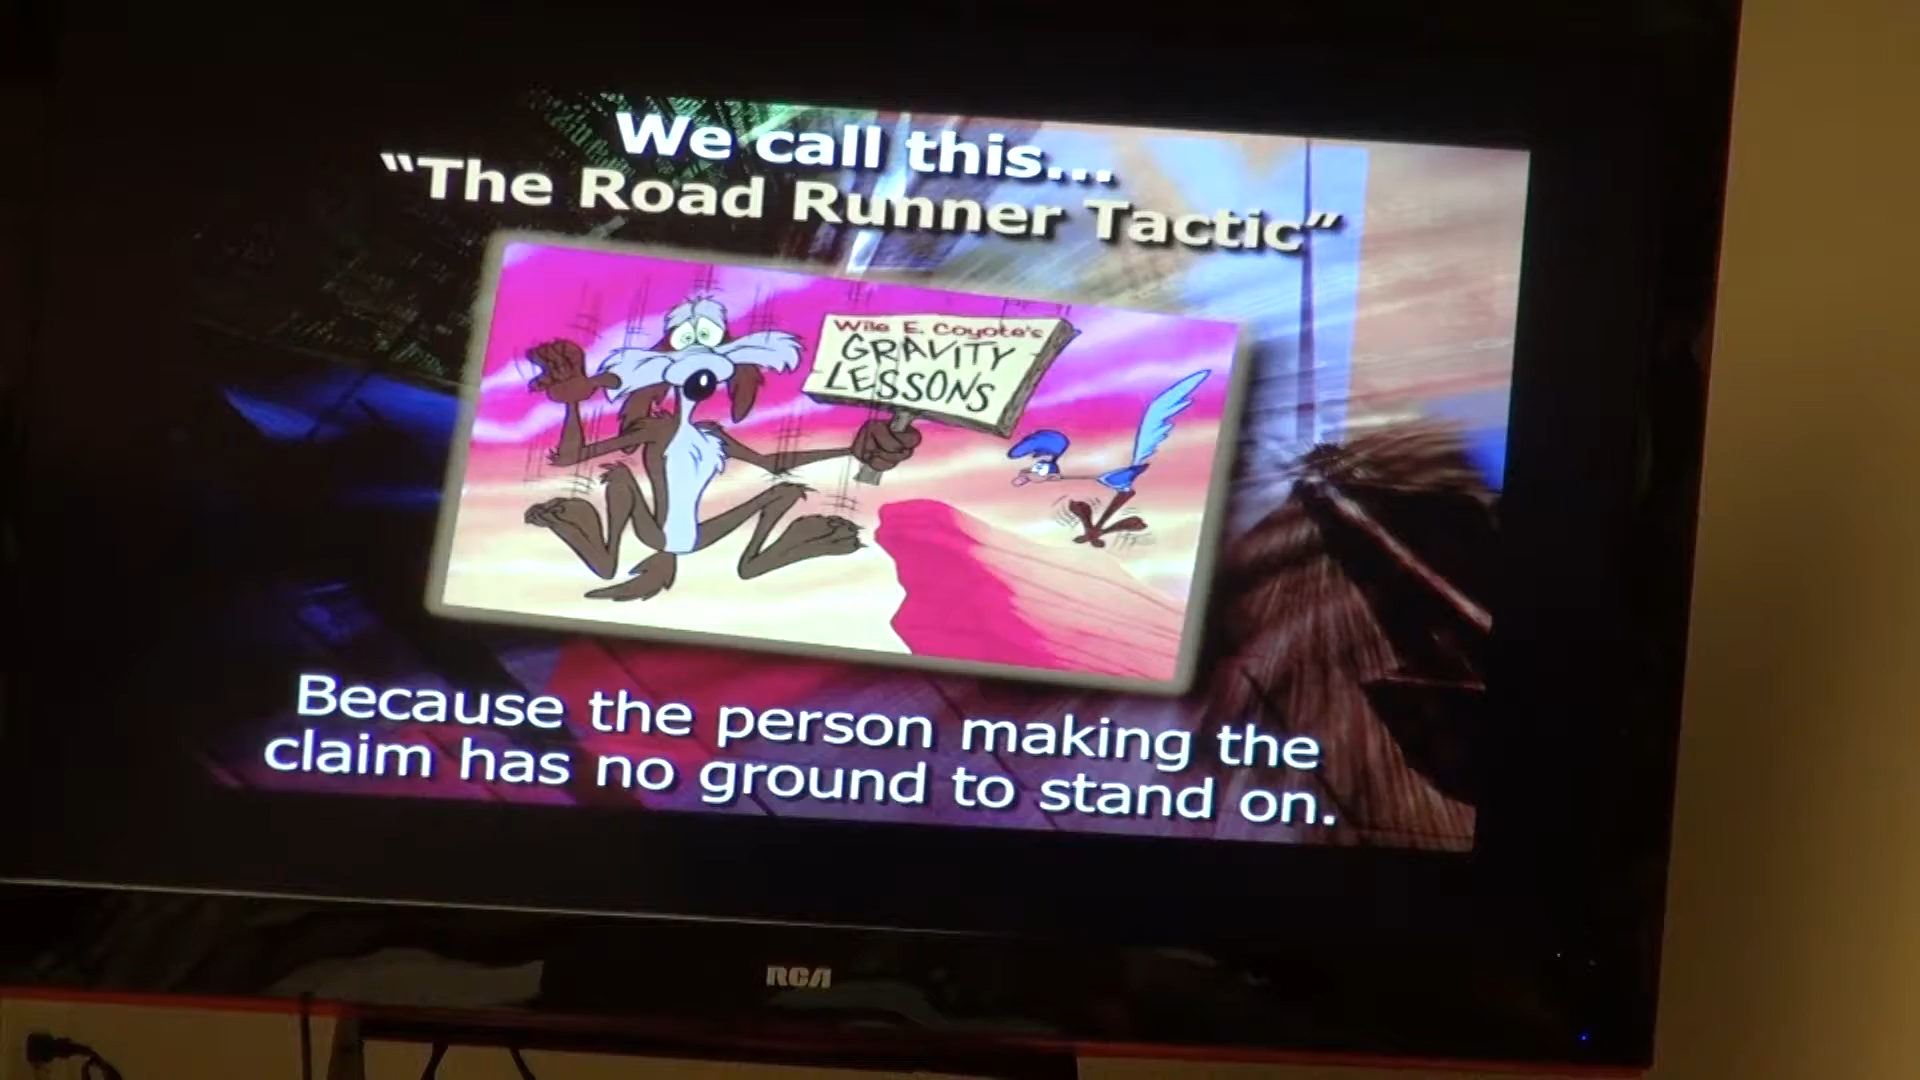 We call this...
“The Road Runner Tactic”
Wile E. Coyote's
GRAVITY
LESSONS
Because the person making the
claim has no ground to stand on.
RCA